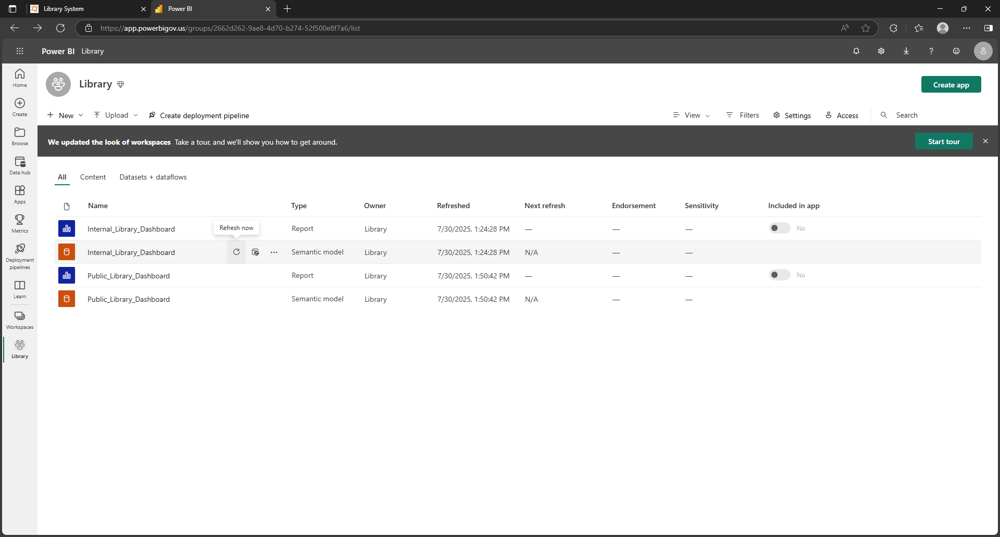 Library System
Power BI
https://app.powerbigov.us/groups/2662d262-9ae8-4d70-b274-52f500e8f7a6/list
Power BI Library
Library
Create app
New Upload Create deployment pipeline View Filters Settings Access Search
We updated the look of workspaces Take a tour, and we'll show you how to get around. Start tour
Home
Create
Browse
Data hub
Apps
Metrics
Deployment
pipelines
Learn
Workspaces
Library
All Content Datasets + dataflows
Name Type Owner Refreshed Next refresh Endorsement Sensitivity Included in app
Internal_Library_Dashboard Report Library 7/30/2025, 1:24:28 PM — — — No
Refresh now
Internal_Library_Dashboard Semantic model Library 7/30/2025, 1:24:28 PM N/A — —
Public_Library_Dashboard Report Library 7/30/2025, 1:50:42 PM — — — No
Public_Library_Dashboard Semantic model Library 7/30/2025, 1:50:42 PM N/A — —